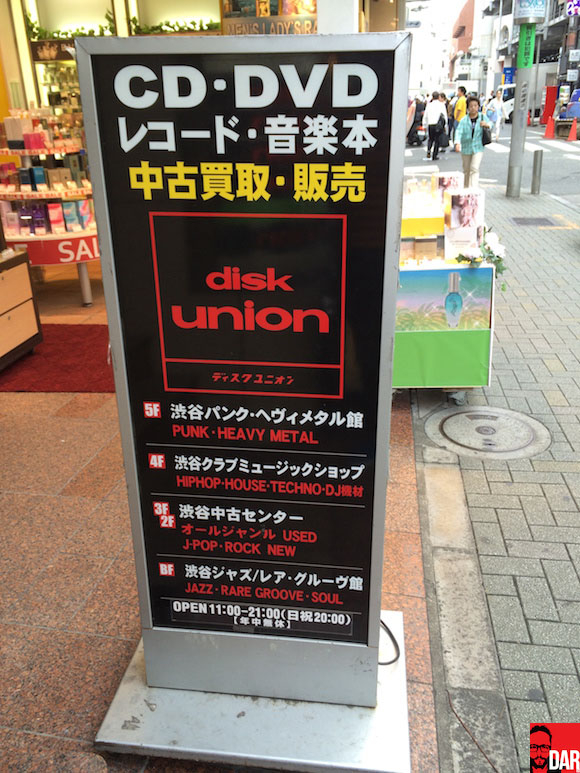 MEN'S LADY'S
CD・DVD
レコード・音楽本
中古買取・販売
disk
union
ディスクユニオン
5F 渋谷パンク・ヘヴィメタル館
PUNK・HEAVY METAL
4F 渋谷クラブミュージックショップ
HIPHOP・HOUSE・TECHNO・DJ機材
3F 渋谷中古センター
2F オールジャンル USED
J-POP・ROCK NEW
BF 渋谷ジャズ/レア・グルーヴ館
JAZZ・RARE GROOVE・SOUL
OPEN 11:00-21:00(日祝20:00)
【年中無休】
SAL
DAR